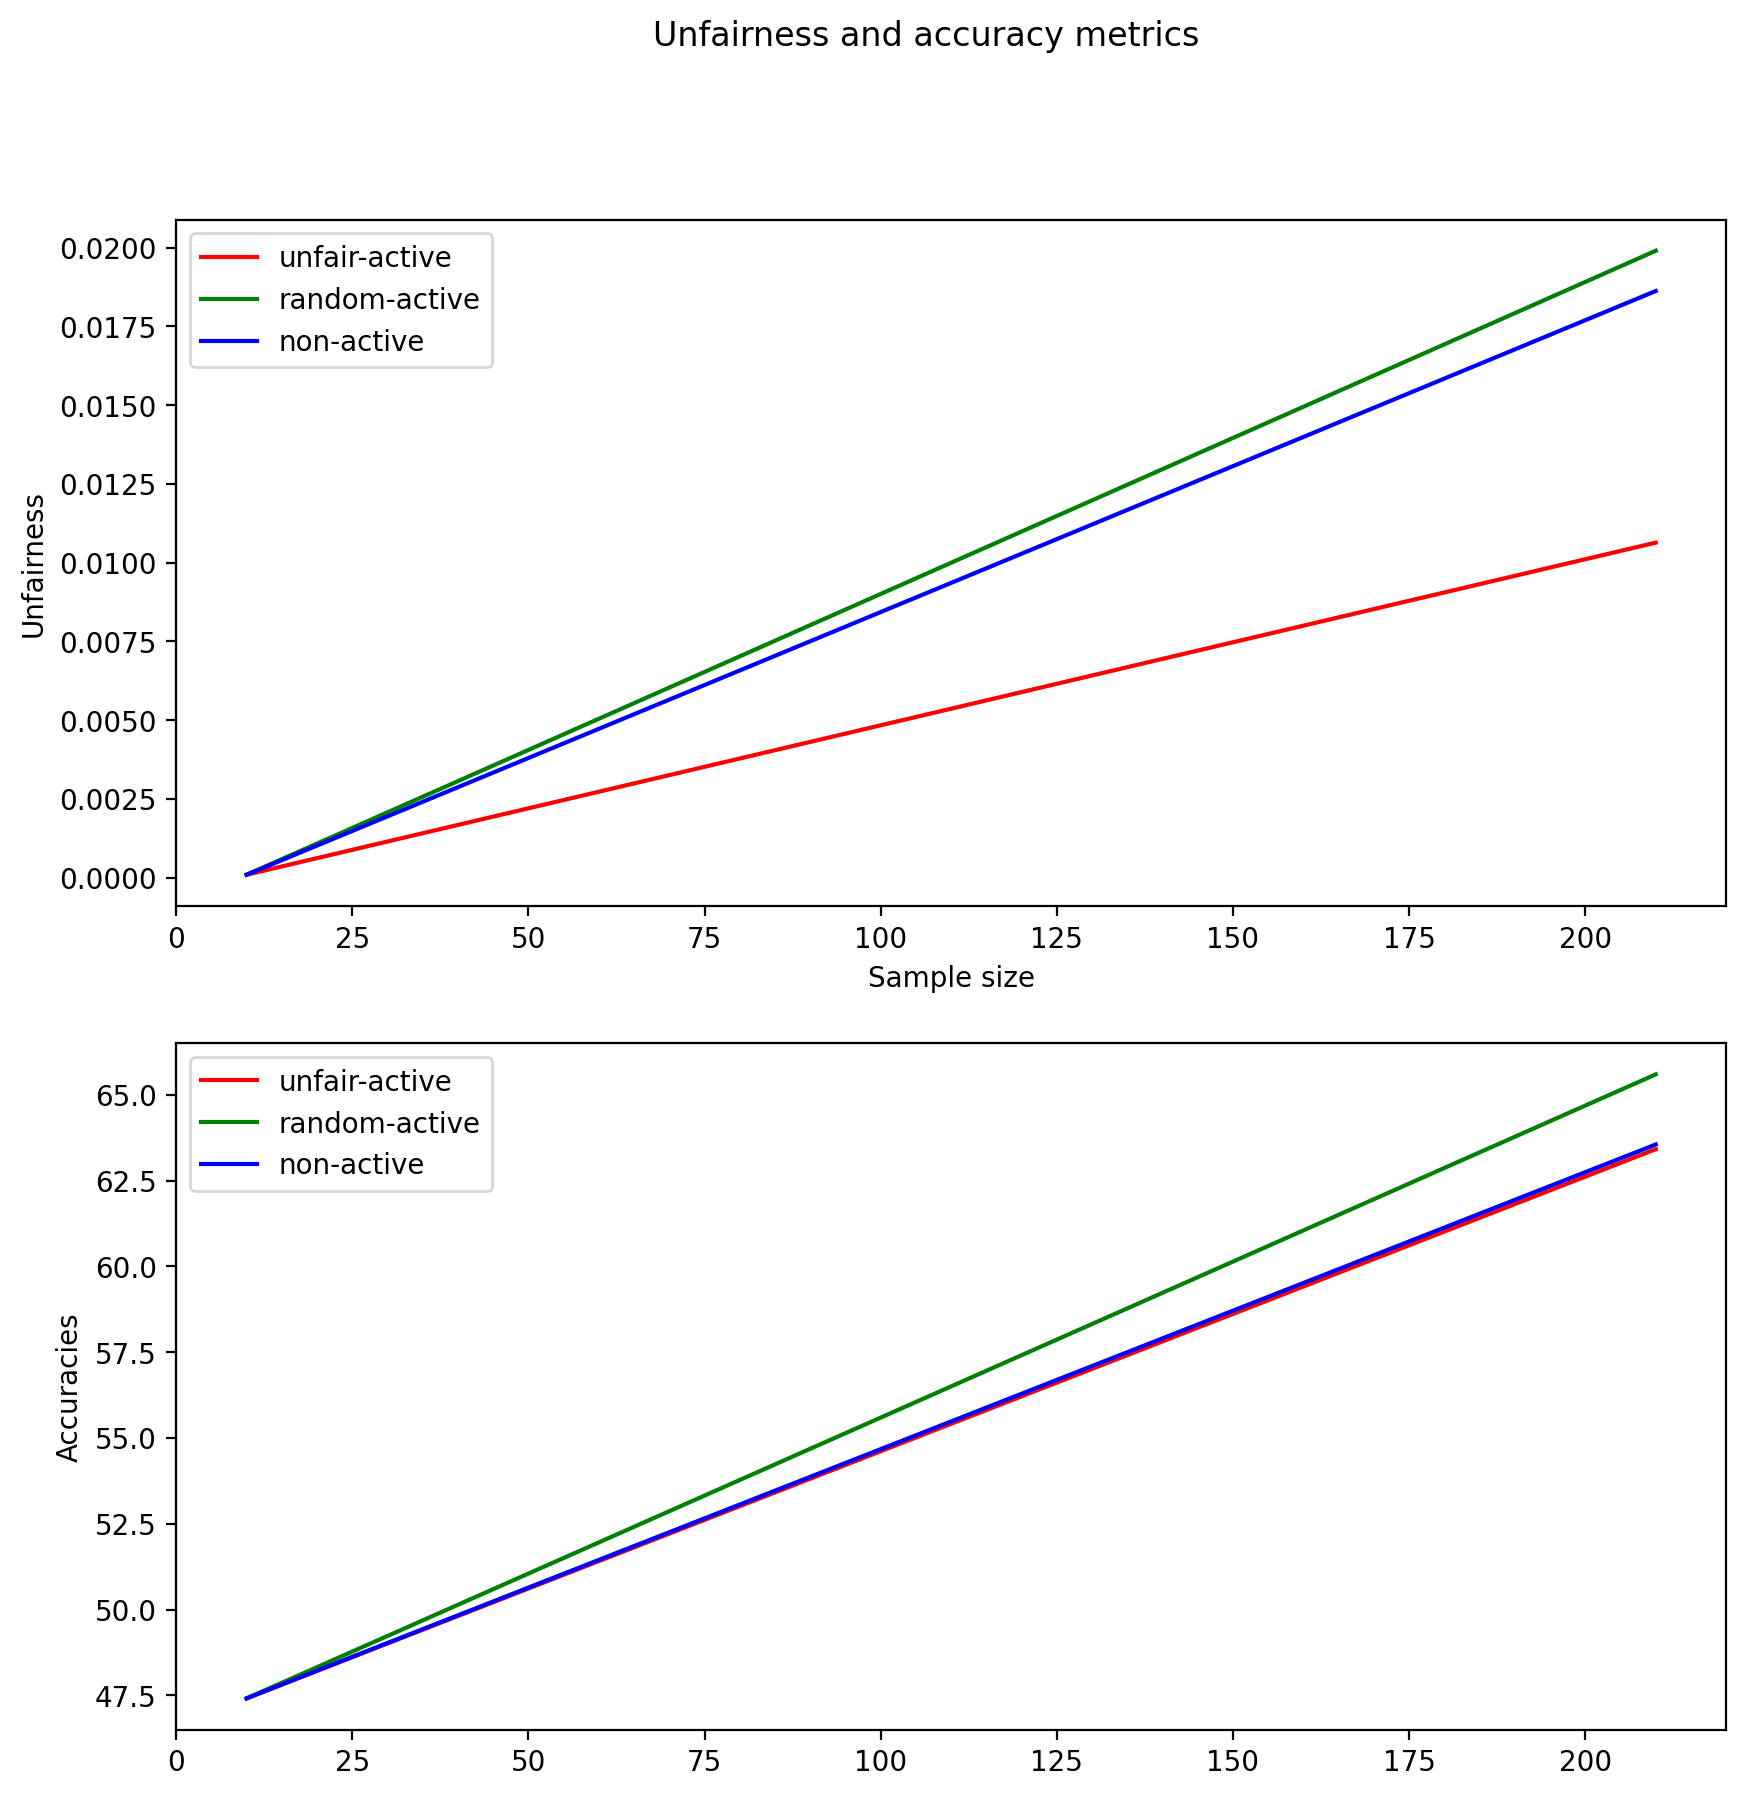 Unfairness and accuracy metrics
unfair-active
random-active
non-active
0.0200
0.0175
0.0150
0.0125
0.0100
0.0075
0.0050
0.0025
0.0000
Unfairness
0 25 50 75 100 125 150 175 200
Sample size
unfair-active
random-active
non-active
65.0
62.5
60.0
57.5
55.0
52.5
50.0
47.5
Accuracies
0 25 50 75 100 125 150 175 200